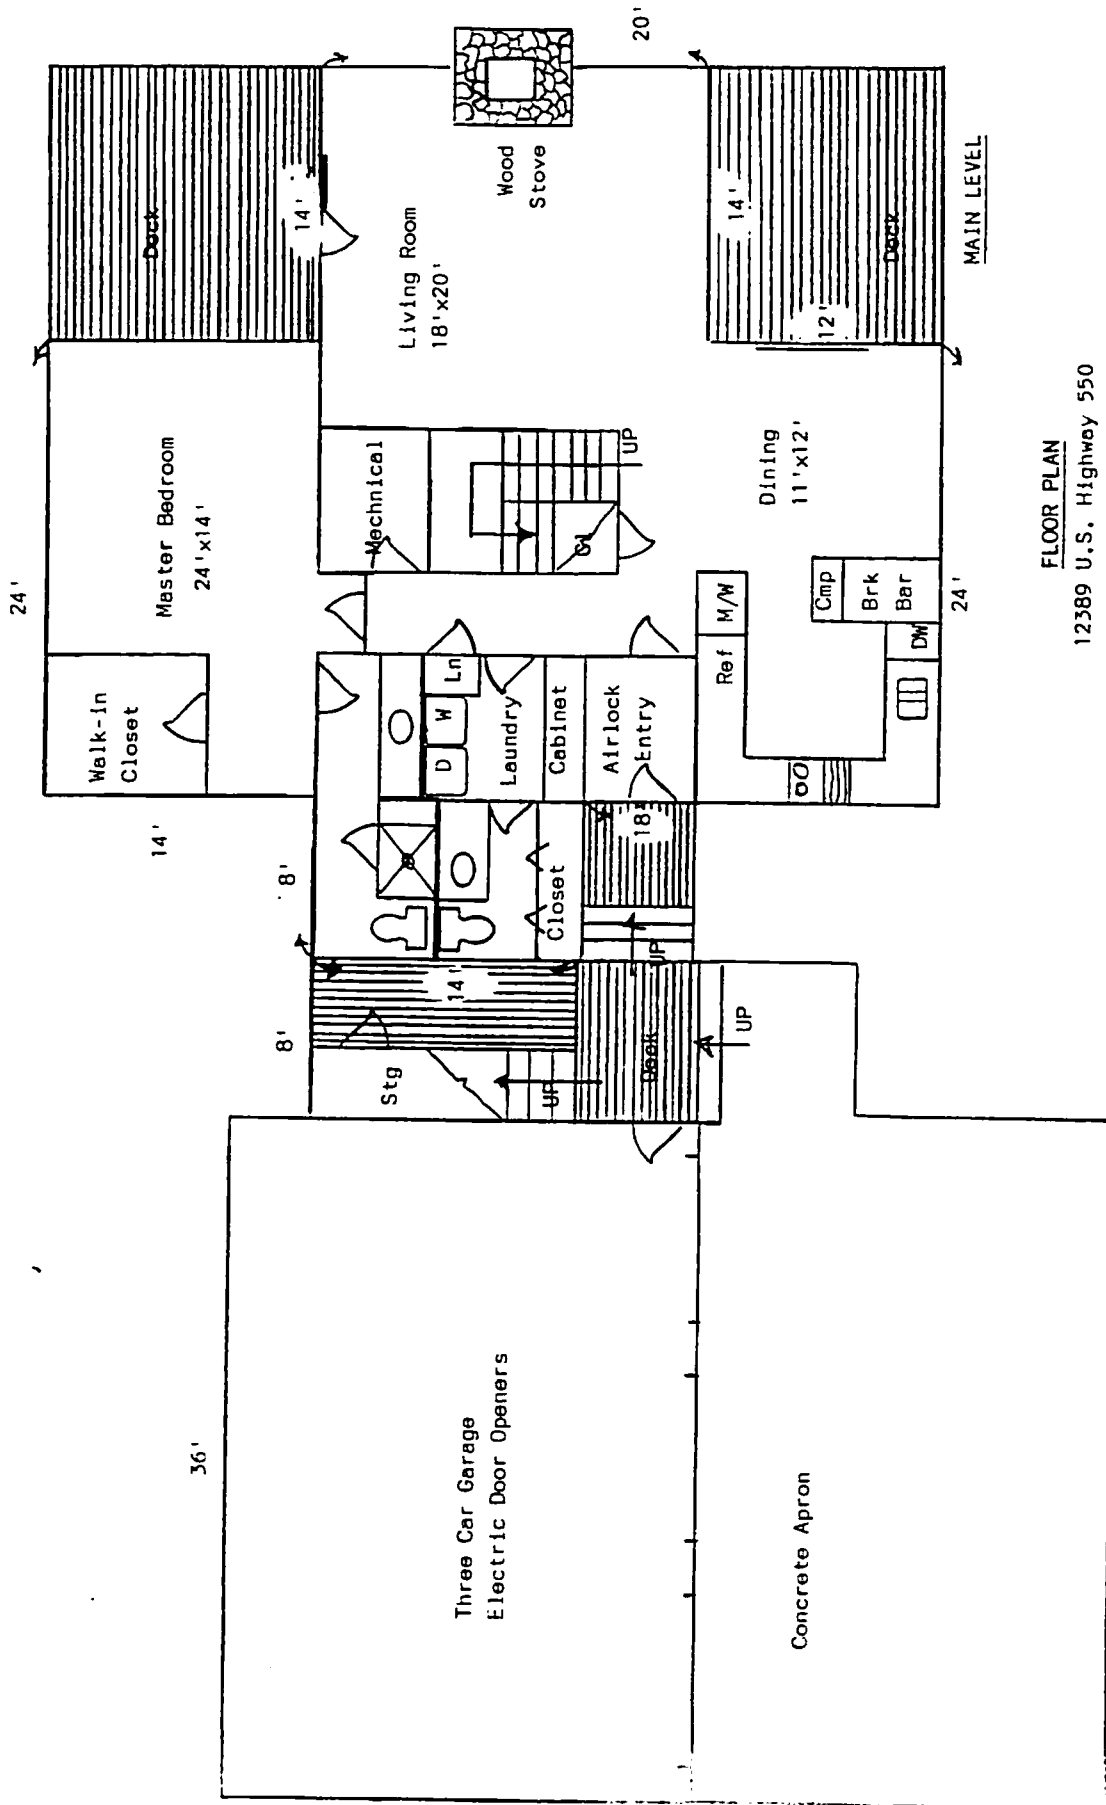 24'
Walk-in
Closet
Master Bedroom
24'x14'
Deck
14'
14'
8'
8'
Mechnical
Living Room
18'x20'
Wood
Stove
20'
UP
CL
Ln
W
D
Laundry
Cabinet
Airlock
Entry
Closet
18'
UP
14'
Stg
UP
Deck
UP
Ref
M/W
Dining
11'x12'
Cmp
Brk
Bar
DW
24'
14'
12'
Deck
MAIN LEVEL
36'
Three Car Garage
Electric Door Openers
Concrete Apron
FLOOR PLAN
12389 U.S. Highway 550